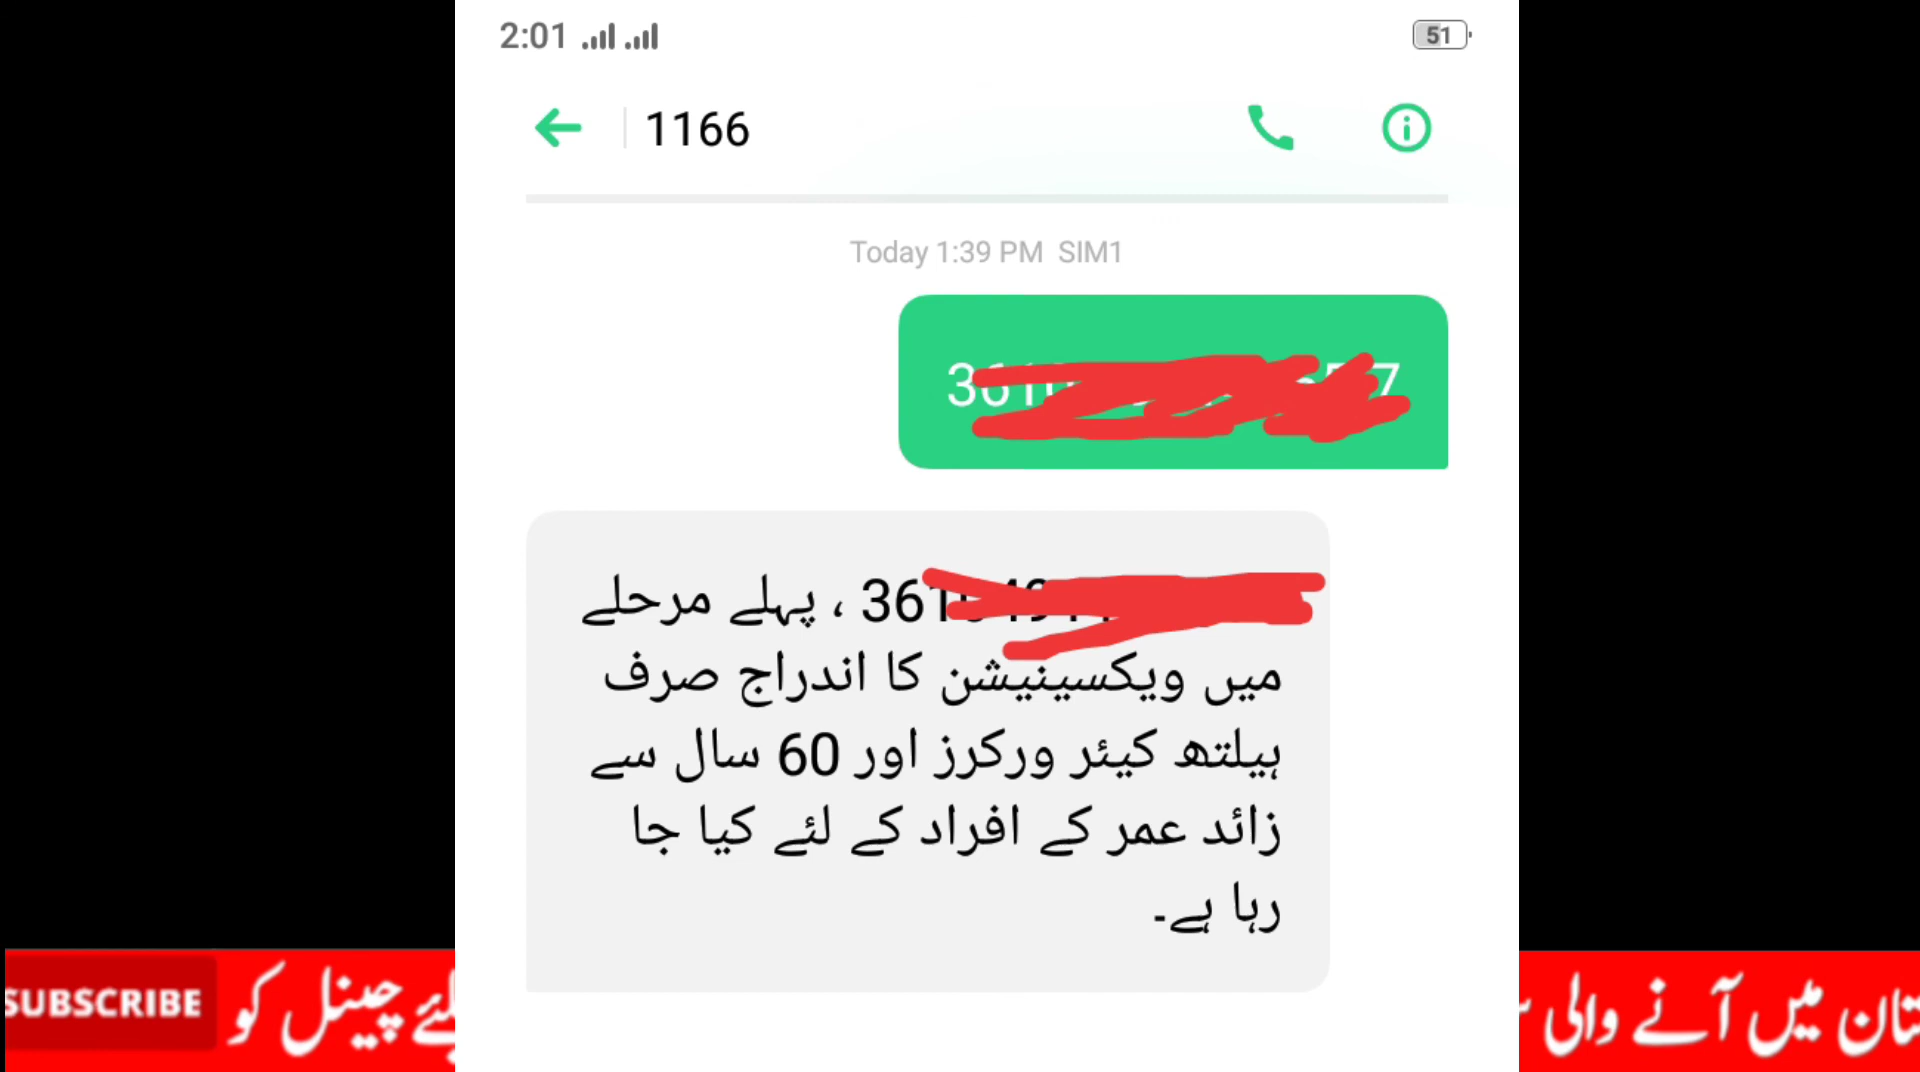 2:01
51
1166
Today 1:39 PM SIM1
پہلے مرحلے
میں ویکسینیشن کا اندراج صرف
ہیلتھ کیئر ورکرز اور 60 سال سے
زائد عمر کے افراد کے لئے کیا جا
رہا ہے۔
میں آنے والی
چینل کو SUBSCRIBE